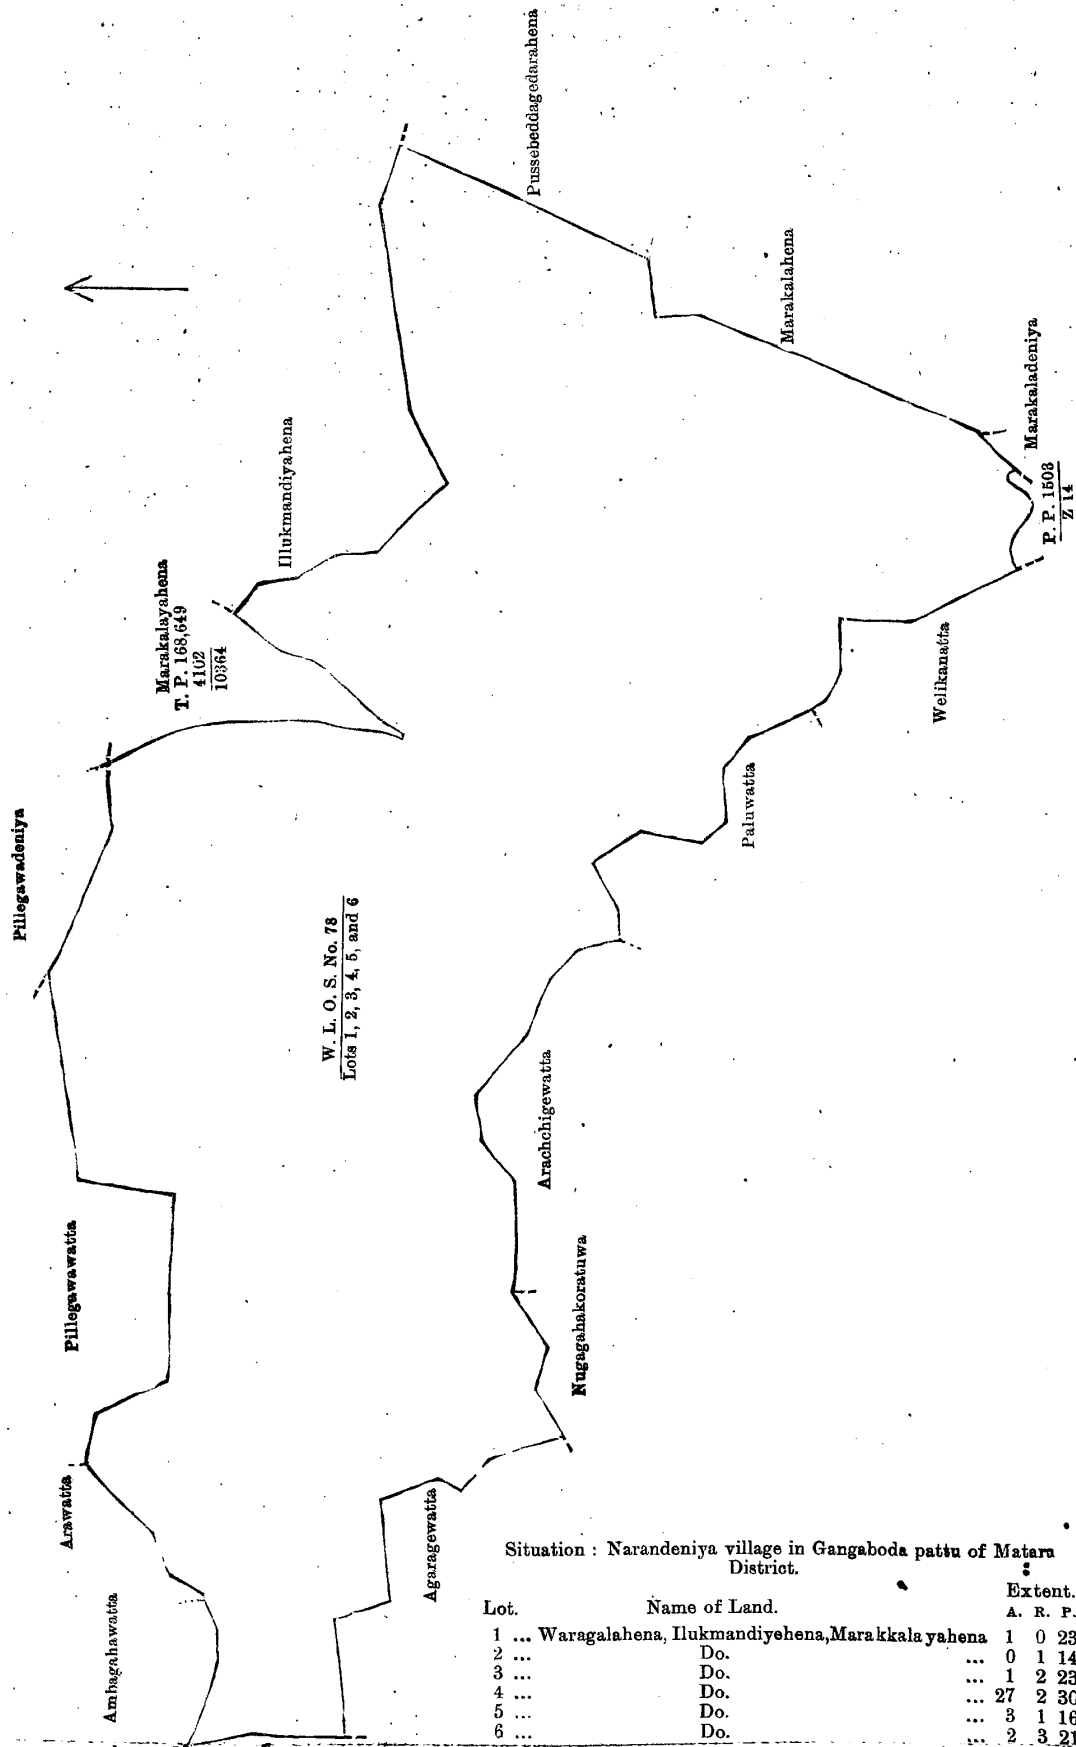 Pillegawadeniya
Marakalayahena
T. P. 168,649
4102
10364
Illukmandiyahena
Pussebeddagedarahena
Marakalahena
Marakaladeniya
P. P. 1503
Z 14
Welikanatta
Paluwatta
W. L. O. S. No. 78
Lots 1, 2, 3, 4, 5, and 6
Arachchigewatta
Nugagahakoratuwa
Pillegawawatta
Arawatta
Ambagahawatta
Agaragewatta
Situation : Narandeniya village in Gangaboda pattu of Matara
District.
Extent.
Lot. Name of Land. A. R. P.
1 ... Waragalahena, Ilukmandiyehena, Marakkalayahena 1 0 23
2 ... Do. ... 0 1 14
3 ... Do. ... 1 2 23
4 ... Do. ... 27 2 30
5 ... Do. ... 3 1 16
6 ... Do. ... 2 3 21